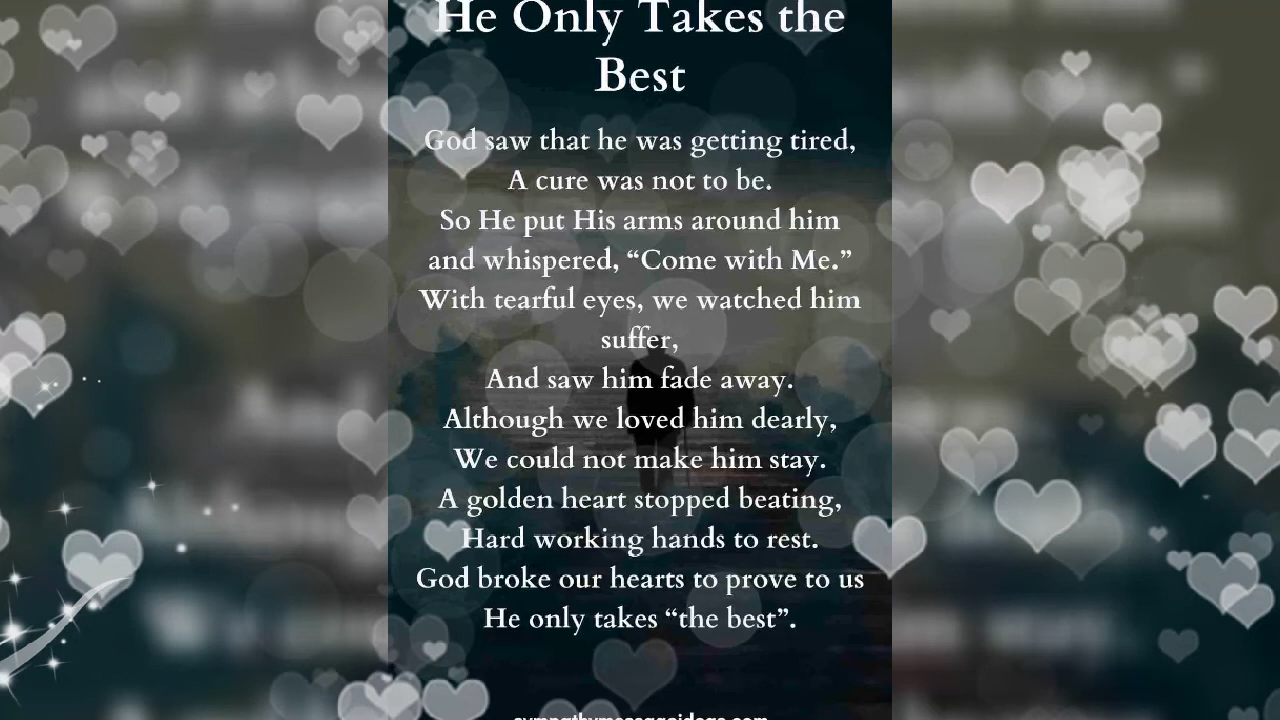 He Only Takes the
Best
God saw that he was getting tired,
A cure was not to be.
So He put His arms around him
and whispered, “Come with Me.”
With tearful eyes, we watched him
suffer,
And saw him fade away.
Although we loved him dearly,
We could not make him stay.
A golden heart stopped beating,
Hard working hands to rest.
God broke our hearts to prove to us
He only takes “the best”.
sympathymessageideas.com